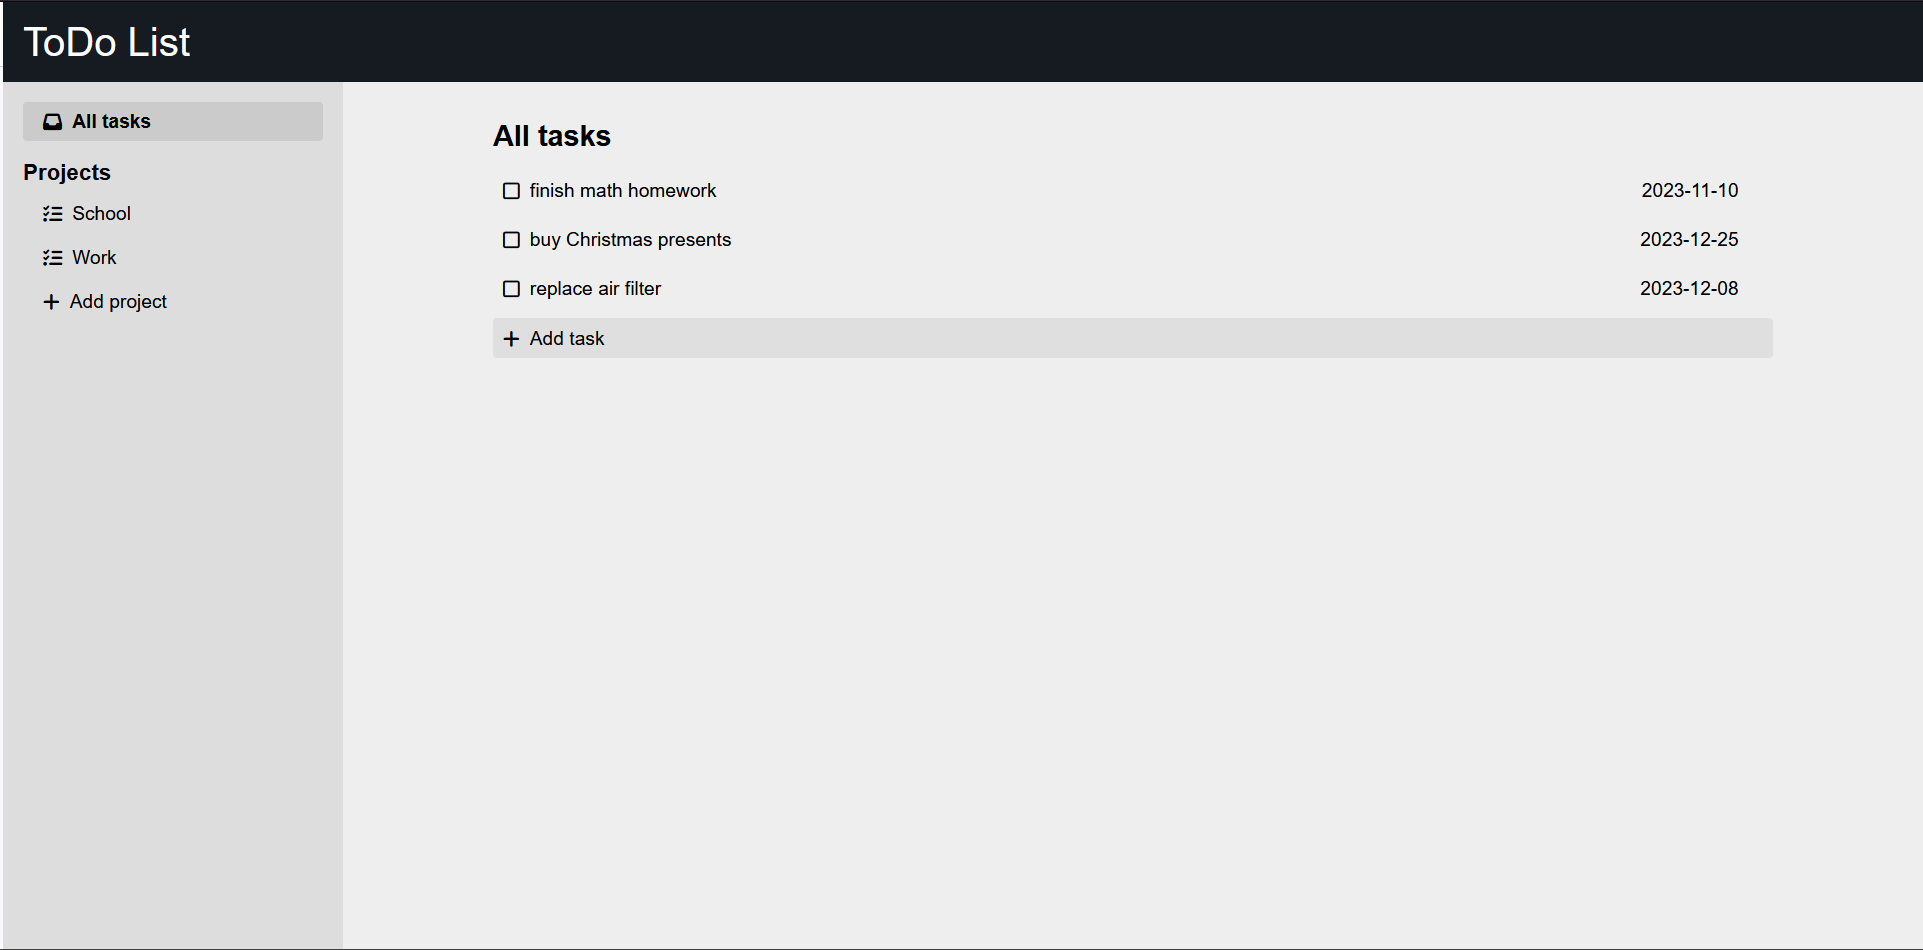 ToDo List
All tasks
Projects
School
Work
Add project
All tasks
finish math homework 2023-11-10
buy Christmas presents 2023-12-25
replace air filter 2023-12-08
Add task